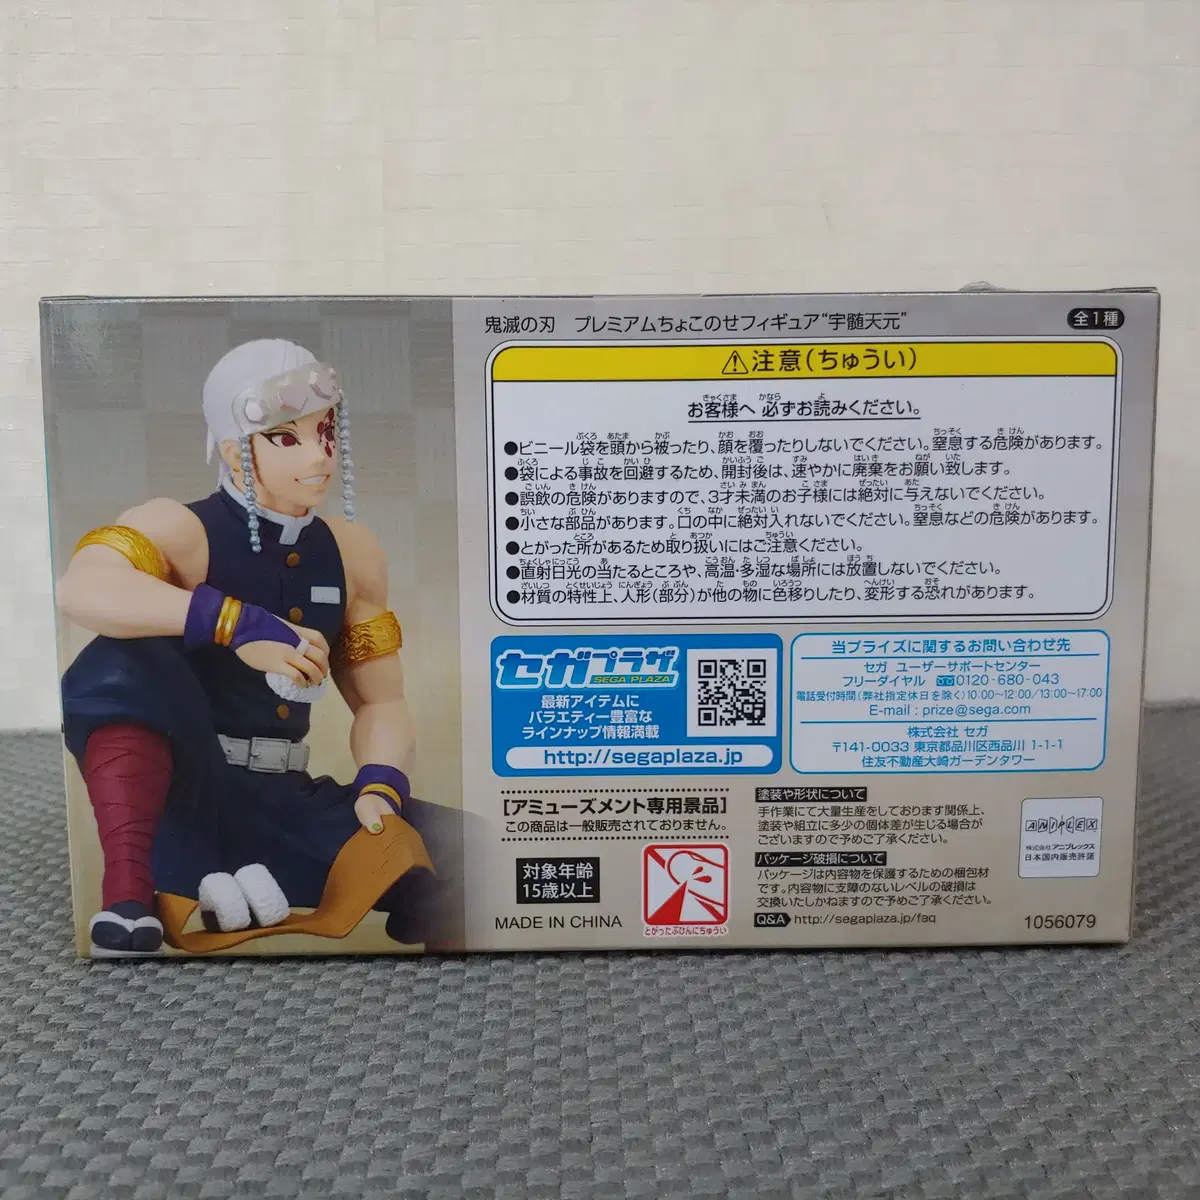 鬼滅の刃　プレミアムちょこのせフィギュア“宇髄天元”
全1種
⚠注意(ちゅうい)
お客様へ 必ずお読みください。
●ビニール袋を頭から被ったり、顔を覆ったりしないでください。窒息する危険があります。
●袋による事故を回避するため、開封後は、速やかに廃棄をお願い致します。
●誤飲の危険がありますので、3才未満のお子様には絶対に与えないでください。
●小さな部品があります。口の中に絶対入れないでください。窒息などの危険があります。
●とがった所があるため取り扱いにはご注意ください。
●直射日光の当たるところや、高温・多湿な場所には放置しないでください。
●材質の特性上、人形(部分)が他の物に色移りしたり、変形する恐れがあります。
セガプラザ
SEGA PLAZA
最新アイテムに
バラエティー豊富な
ラインナップ情報満載
http://segaplaza.jp
当プライズに関するお問い合わせ先
セガ ユーザーサポートセンター
フリーダイヤル 0120-680-043
電話受付時間(弊社指定休日を除く)10:00〜12:00/13:00〜17:00
E-mail : prize@sega.com
株式会社 セガ
〒141-0033 東京都品川区西品川 1-1-1
住友不動産大崎ガーデンタワー
[アミューズメント専用景品]
この商品は一般販売されておりません。
対象年齢
15歳以上
MADE IN CHINA
とがったぶひんにちゅうい
塗装や形状について
手作業にて大量生産をしております関係上、
塗装や組立に多少の個体差が生じる場合が
ございますので予めご了承ください。
パッケージ破損について
パッケージは内容物を保護するための梱包材
です。内容物に支障のないレベルの破損は
交換いたしかねますので予めご了承ください。
Q&A http://segaplaza.jp/faq
ANIPLEX
株式会社 アニプレックス
日本国内販売許諾
1056079